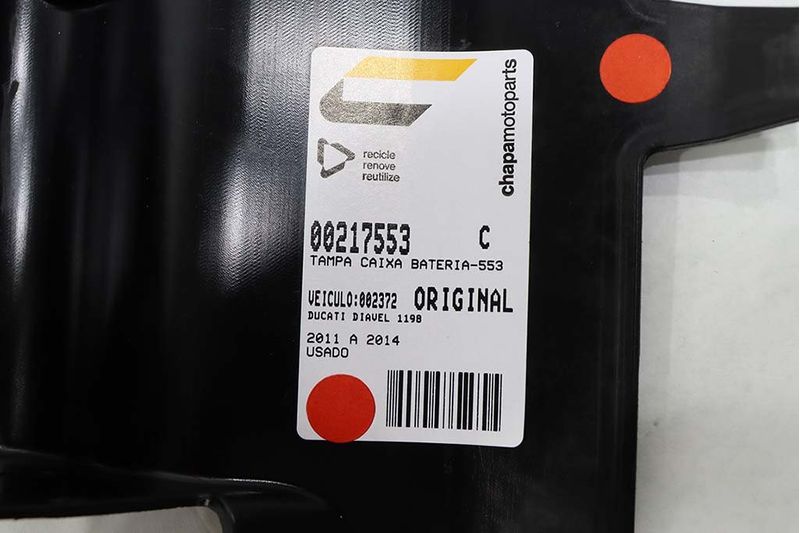 chapamotoparts
recicle
renove
reutilize
00217553 C
TAMPA CAIXA BATERIA-553
VEICULO:002372 ORIGINAL
DUCATI DIAVEL 1198
2011 A 2014
USADO